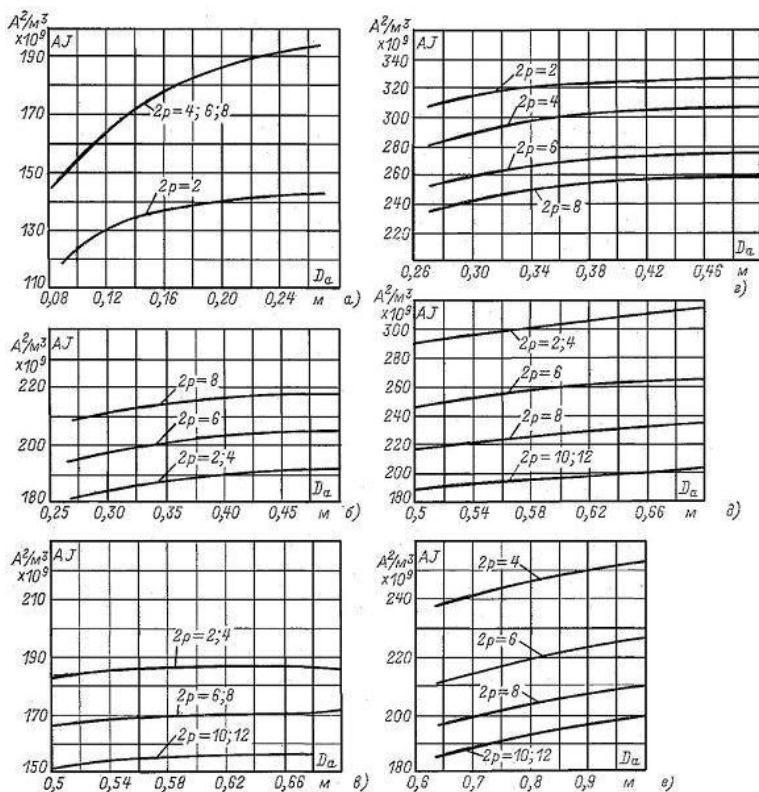 A²/м³
×10⁹ AJ
190
2p=4; 6; 8
170
150
2p=2
130
110
Da
0,08 0,12 0,16 0,20 0,24 м а)
A²/м³
×10⁹ AJ
340
2p=2
320
2p=4
300
280
2p=6
260
2p=8
240
220
Da
0,26 0,30 0,34 0,38 0,42 0,46 м г)
A²/м³
×10⁹ AJ
220
2p=8
2p=6
200
2p=2;4
180
Da
0,25 0,30 0,35 0,40 0,45 м б)
A²/м³
×10⁹ AJ
300
2p=2;4
280
260
2p=6
240
2p=8
220
2p=10;12
200
180
Da
0,5 0,54 0,58 0,62 0,66 м д)
A²/м³
×10⁹ AJ
210
2p=2;4
190
2p=6;8
170
2p=10;12
150
Da
0,5 0,54 0,58 0,62 0,66 м в)
A²/м³
×10⁹ AJ
2p=4
240
2p=6
220
2p=8
200
2p=10;12
180
Da
0,6 0,7 0,8 0,9 м е)